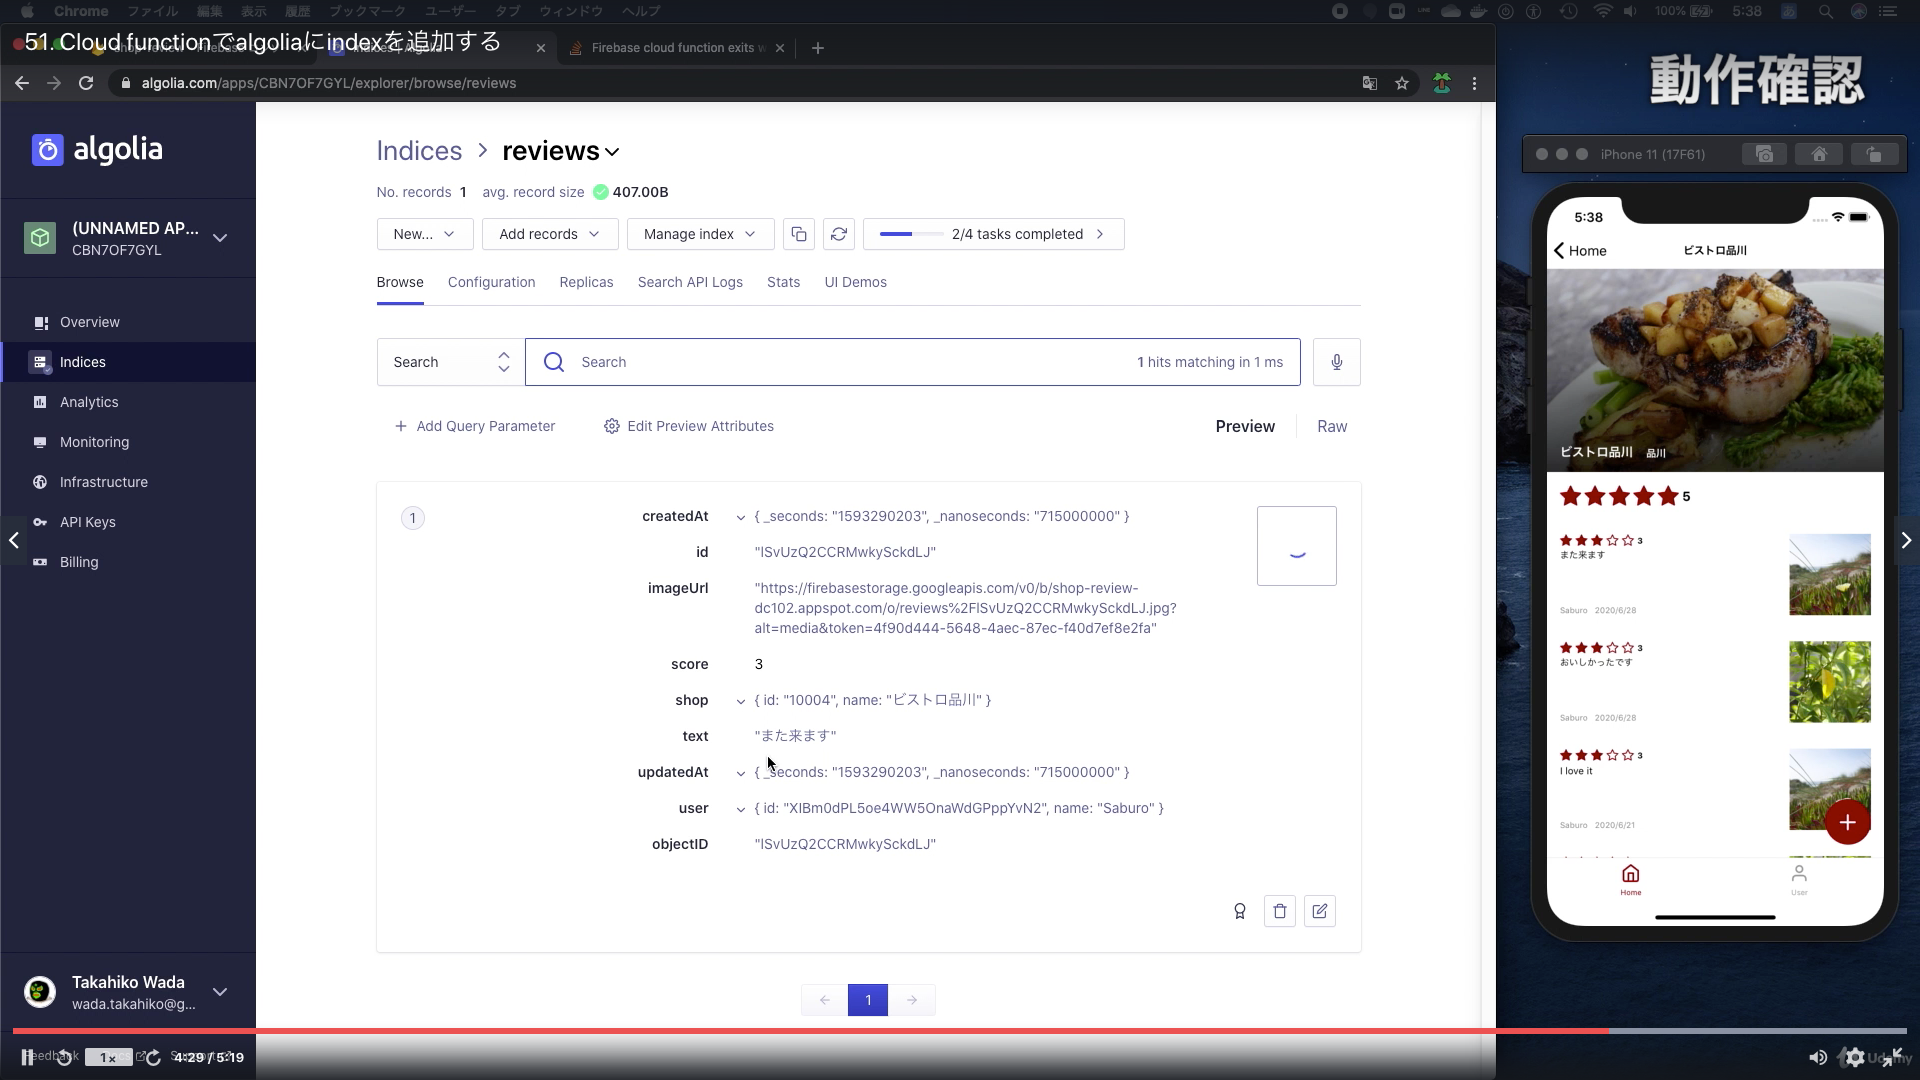 Chrome ファイル 編集 表示 履歴 ブックマーク ユーザー タブ ウィンドウ ヘルプ
100% 5:38 あ
51. Cloud functionでalgoliaにindexを追加する
Firebase cloud function exits w
algolia.com/apps/CBN7OF7GYL/explorer/browse/reviews
動作確認
algolia
(UNNAMED AP...
CBN7OF7GYL
Overview
Indices
Analytics
Monitoring
Infrastructure
API Keys
Billing
Takahiko Wada
wada.takahiko@g...
Indices > reviews
No. records 1 avg. record size 407.00B
New... Add records Manage index 2/4 tasks completed
Browse Configuration Replicas Search API Logs Stats UI Demos
Search Search 1 hits matching in 1 ms
Add Query Parameter Edit Preview Attributes Preview Raw
1
createdAt { _seconds: "1593290203", _nanoseconds: "715000000" }
id "lSvUzQ2CCRMwkySckdLJ"
imageUrl "https://firebasestorage.googleapis.com/v0/b/shop-review-
dc102.appspot.com/o/reviews%2FlSvUzQ2CCRMwkySckdLJ.jpg?
alt=media&token=4f90d444-5648-4aec-87ec-f40d7ef8e2fa"
score 3
shop { id: "10004", name: "ビストロ品川" }
text "また来ます"
updatedAt { _seconds: "1593290203", _nanoseconds: "715000000" }
user { id: "XIBm0dPL5oe4WW5OnaWdGPppYvN2", name: "Saburo" }
objectID "lSvUzQ2CCRMwkySckdLJ"
1
iPhone 11 (17F61)
5:38
Home ビストロ品川
ビストロ品川 品川
5
3
また来ます
Saburo 2020/6/28
3
おいしかったです
Saburo 2020/6/28
3
I love it
Saburo 2020/6/21
Home User
Feedback
1x 4:29 / 5:19
Udemy